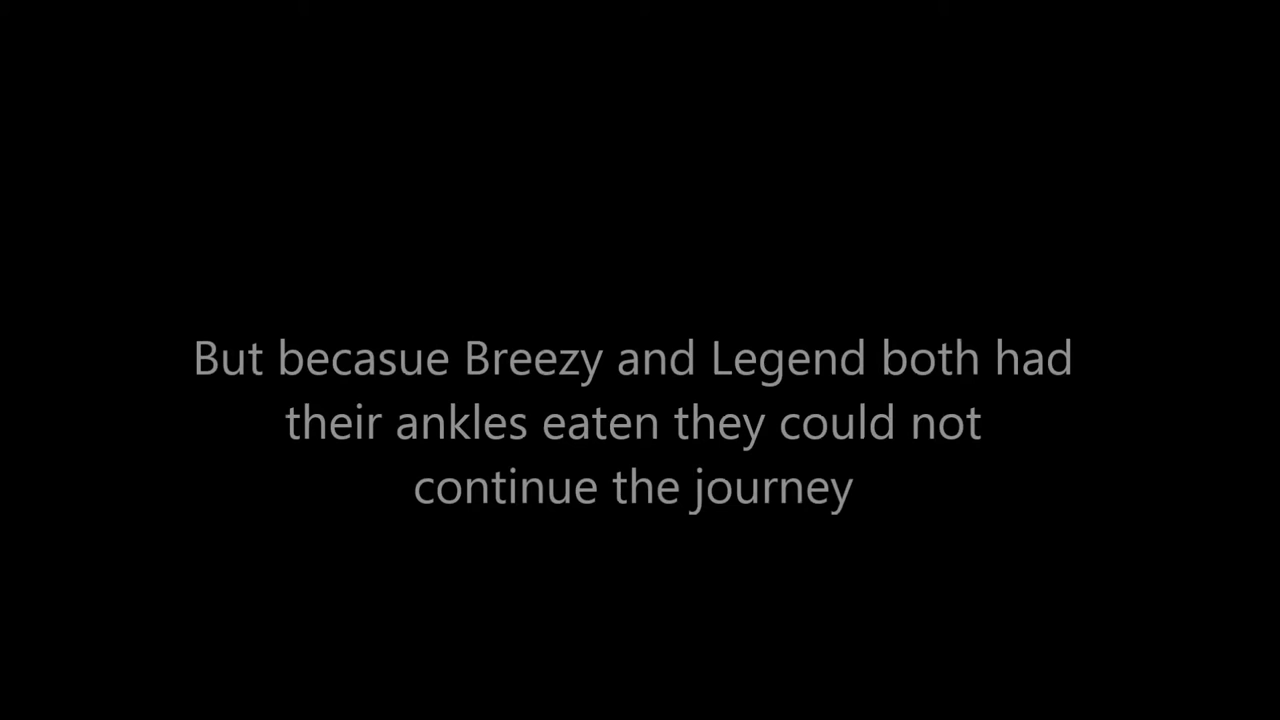 But becasue Breezy and Legend both had
their ankles eaten they could not
continue the journey